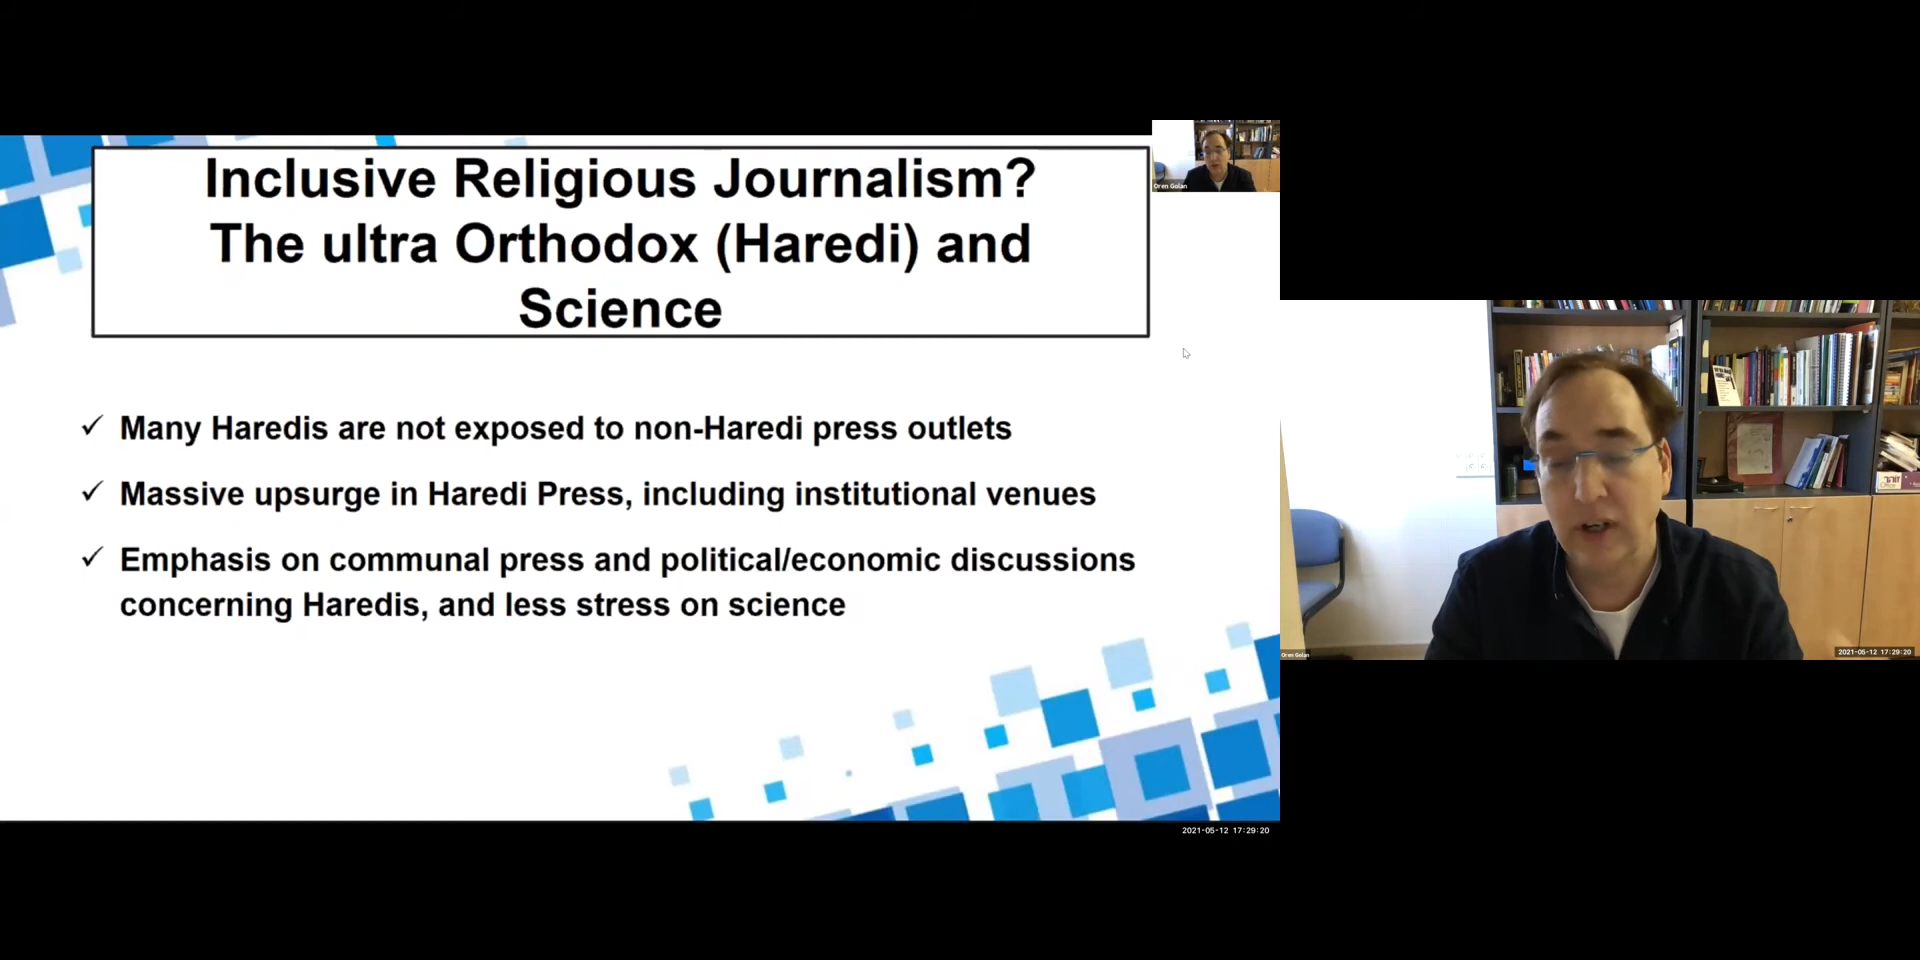 Inclusive Religious Journalism?
The ultra Orthodox (Haredi) and
Science
✓ Many Haredis are not exposed to non-Haredi press outlets
✓ Massive upsurge in Haredi Press, including institutional venues
✓ Emphasis on communal press and political/economic discussions
concerning Haredis, and less stress on science
Oren Golan
2021-05-12 17:29:20
Oren Golan
2021-05-12 17:29:20